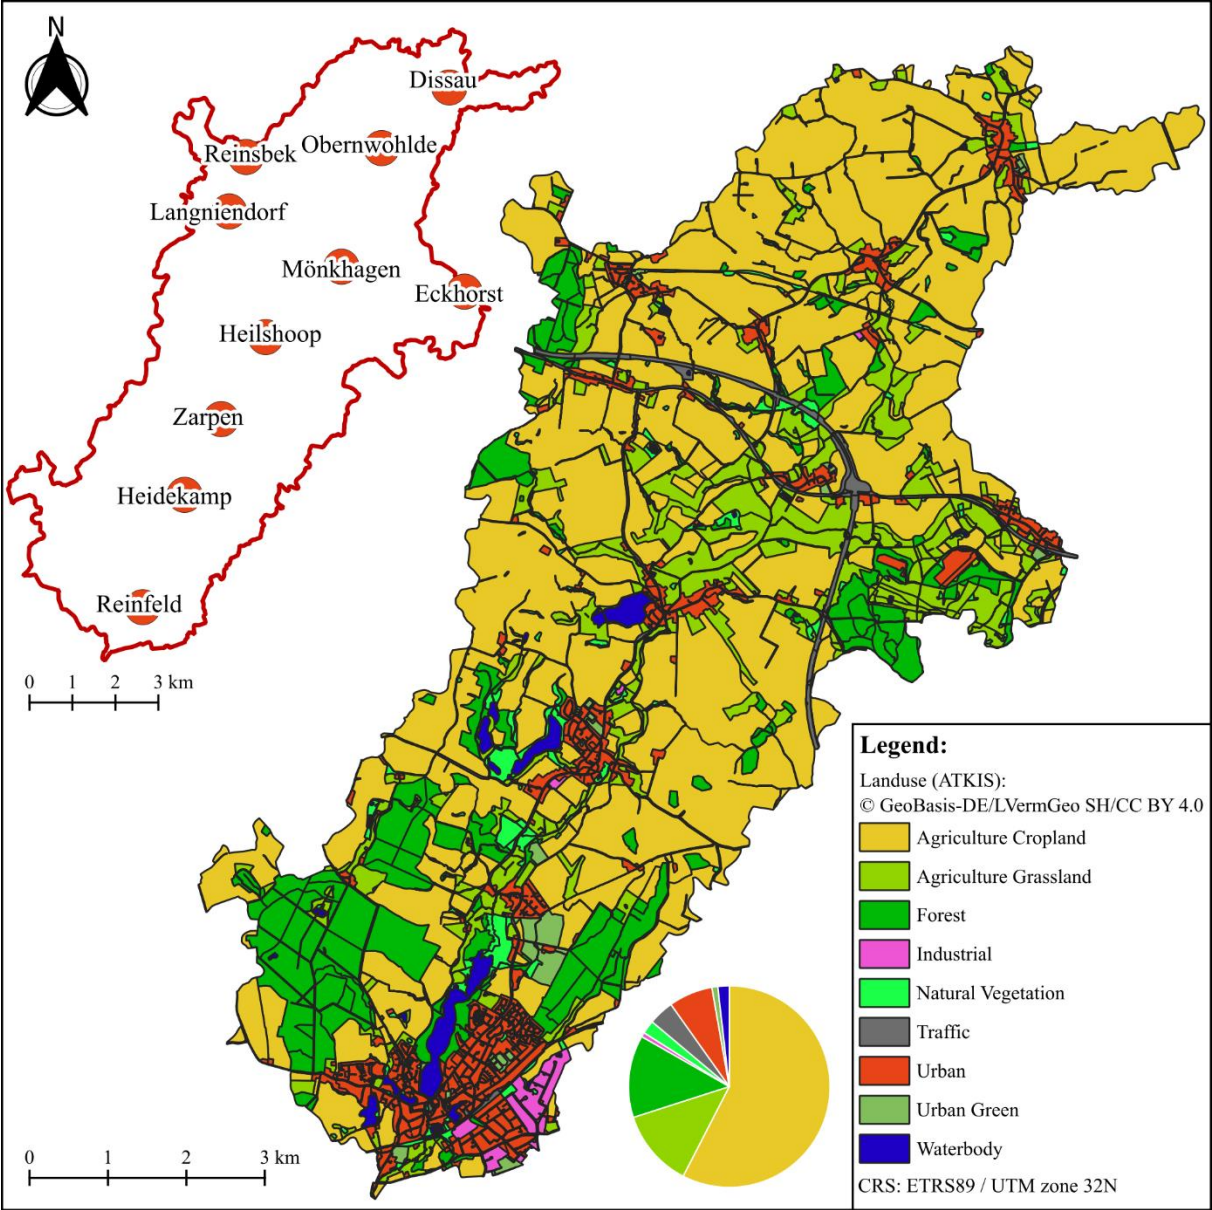 N
Dissau
Obernwohlde
Reinsbek
Langniendorf
Mönkhagen
Eckhorst
Heilshoop
Zarpen
Heidekamp
Reinfeld
0 1 2 3 km
Legend:
Landuse (ATKIS):
© GeoBasis-DE/LVermGeo SH/CC BY 4.0
Agriculture Cropland
Agriculture Grassland
Forest
Industrial
Natural Vegetation
Traffic
Urban
Urban Green
Waterbody
CRS: ETRS89 / UTM zone 32N
0 1 2 3 km